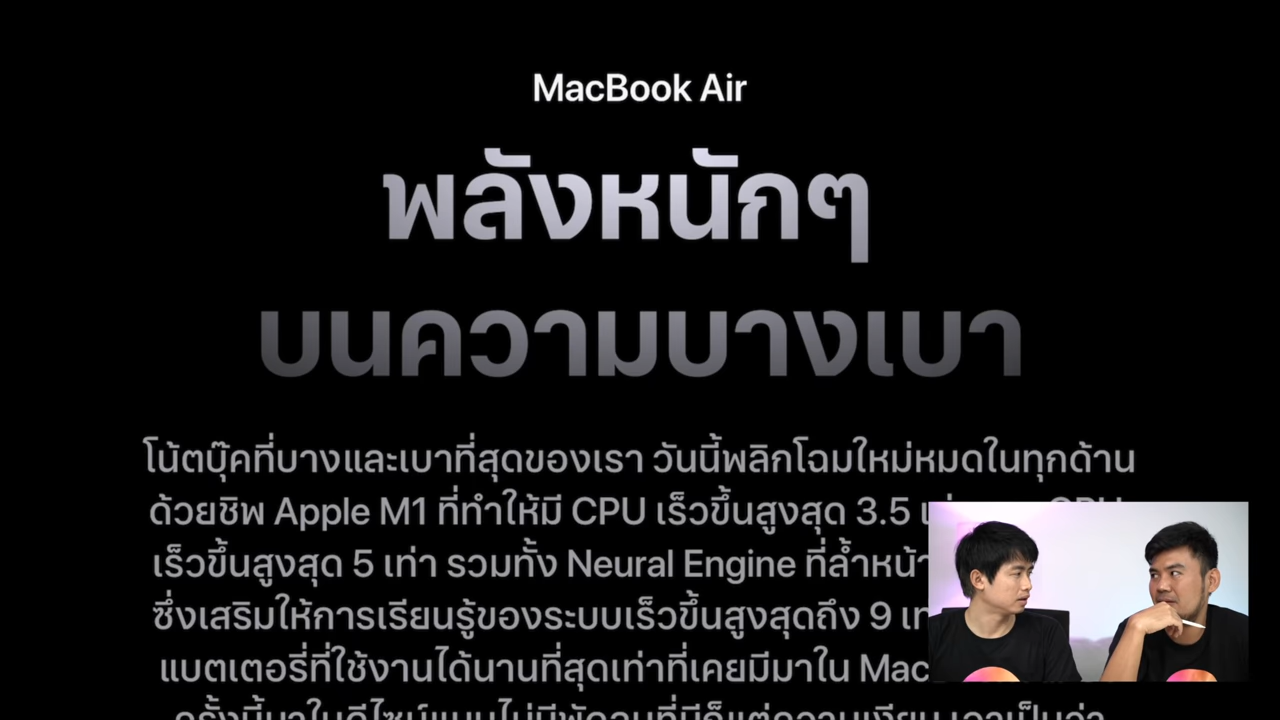 MacBook Air
พลังหนักๆ
บนความบางเบา
โน้ตบุ๊คที่บางและเบาที่สุดของเรา วันนี้พลิกโฉมใหม่หมดในทุกด้าน
ด้วยชิพ Apple M1 ที่ทำให้มี CPU เร็วขึ้นสูงสุด 3.5
เร็วขึ้นสูงสุด 5 เท่า รวมทั้ง Neural Engine ที่ล้ำหน้า
ซึ่งเสริมให้การเรียนรู้ของระบบเร็วขึ้นสูงสุดถึง 9
แบตเตอรี่ที่ใช้งานได้นานที่สุดเท่าที่เคยมีมาใน Mac